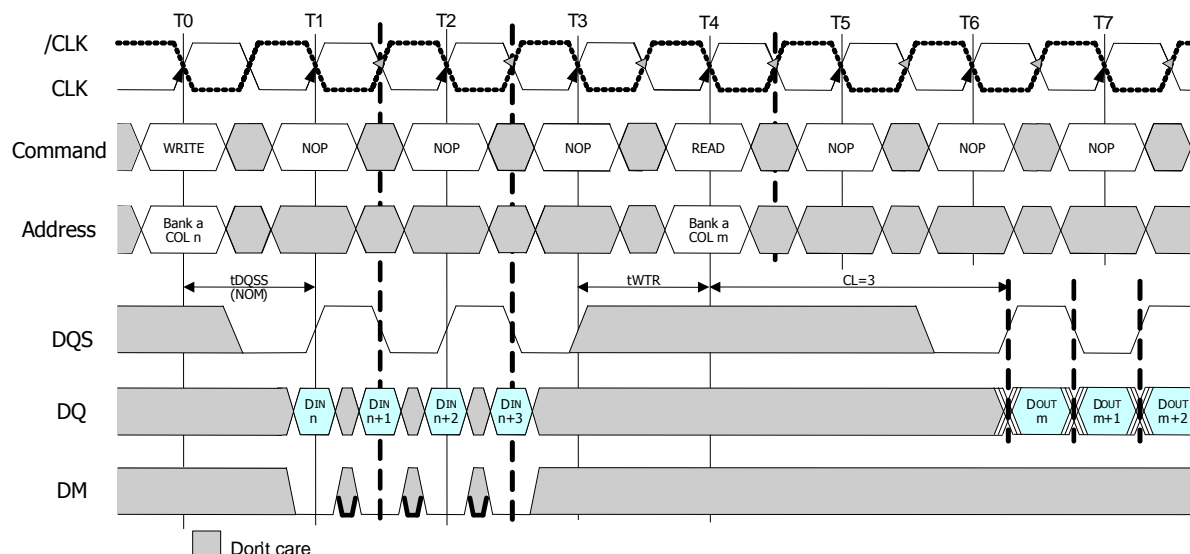 T0 T1 T2 T3 T4 T5 T6 T7
/CLK
CLK
Command WRITE NOP NOP NOP READ NOP NOP NOP
Address Bank a COL n Bank a COL m
tDQSS (NOM) tWTR CL=3
DQS
DQ DIN n DIN n+1 DIN n+2 DIN n+3 DOUT m DOUT m+1 DOUT m+2
DM
Don't care